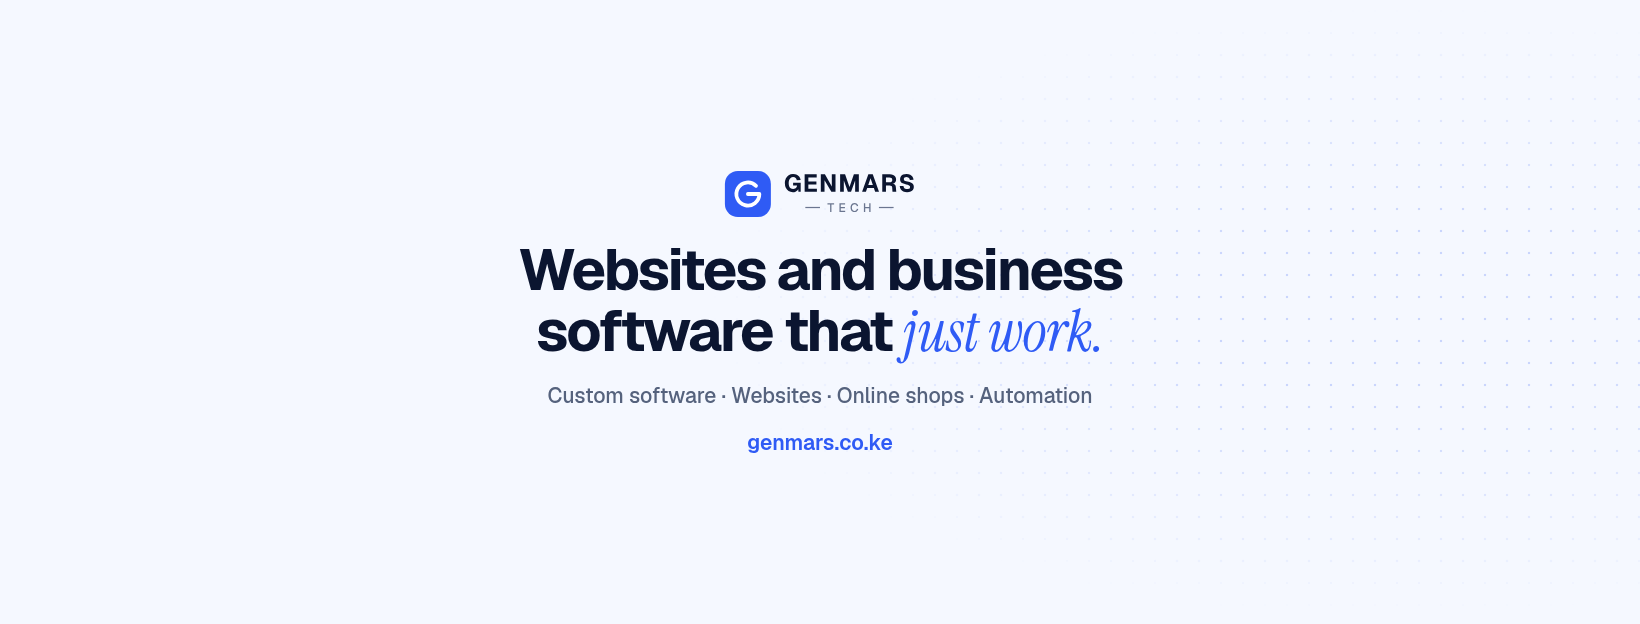 G GENMARS
— TECH —
Websites and business
software that just work.
Custom software · Websites · Online shops · Automation
genmars.co.ke